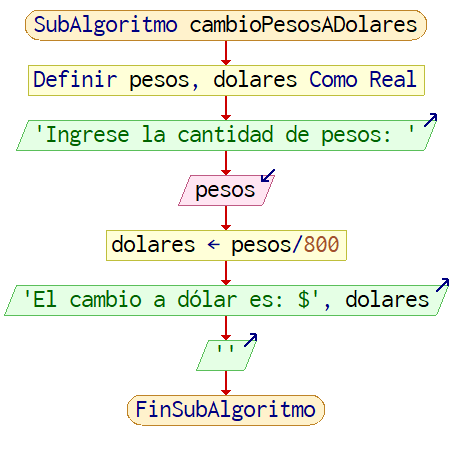 SubAlgoritmo cambioPesosADolares
Definir pesos, dolares Como Real
'Ingrese la cantidad de pesos: '
pesos
dolares ← pesos/800
'El cambio a dólar es: $', dolares
''
FinSubAlgoritmo